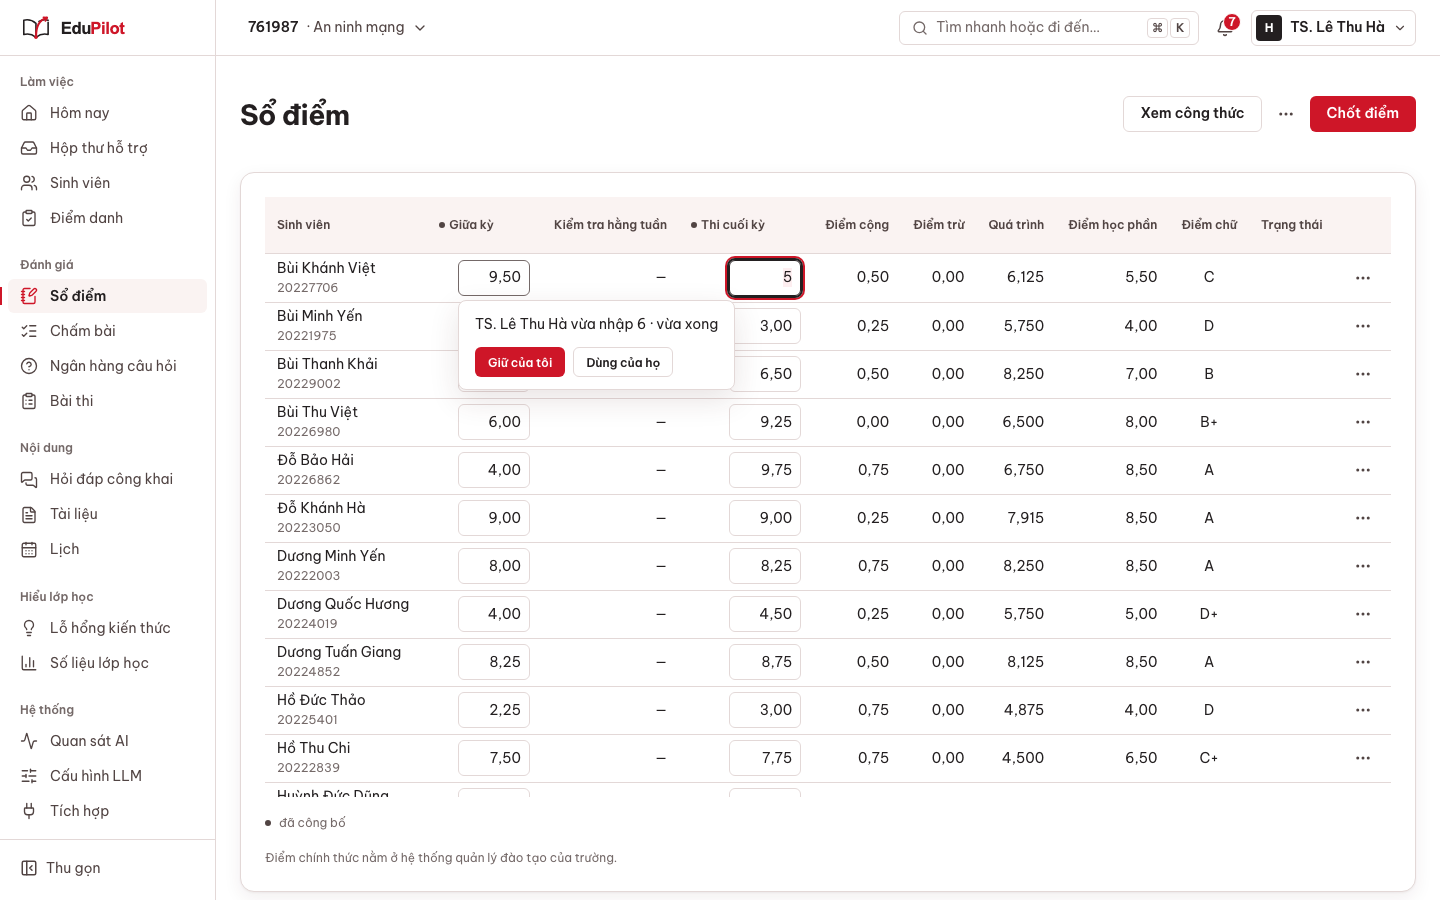 EduPilot
761987 · An ninh mạng
Tìm nhanh hoặc đi đến...
⌘ K
7
H TS. Lê Thu Hà
Làm việc
Hôm nay
Hộp thư hỗ trợ
Sinh viên
Điểm danh
Đánh giá
Sổ điểm
Chấm bài
Ngân hàng câu hỏi
Bài thi
Nội dung
Hỏi đáp công khai
Tài liệu
Lịch
Hiểu lớp học
Lỗ hổng kiến thức
Số liệu lớp học
Hệ thống
Quan sát AI
Cấu hình LLM
Tích hợp
Thu gọn
Sổ điểm
Xem công thức
Chốt điểm
Sinh viên Giữa kỳ Kiểm tra hằng tuần Thi cuối kỳ Điểm cộng Điểm trừ Quá trình Điểm học phần Điểm chữ Trạng thái
Bùi Khánh Việt 9,50 – 5 0,50 0,00 6,125 5,50 C
20227706
TS. Lê Thu Hà vừa nhập 6 · vừa xong
Giữ của tôi
Dùng của họ
Bùi Minh Yến 3,00 0,25 0,00 5,750 4,00 D
20221975
Bùi Thanh Khải 6,50 0,50 0,00 8,250 7,00 B
20229002
Bùi Thu Việt 6,00 – 9,25 0,00 0,00 6,500 8,00 B+
20226980
Đỗ Bảo Hải 4,00 – 9,75 0,75 0,00 6,750 8,50 A
20226862
Đỗ Khánh Hà 9,00 – 9,00 0,25 0,00 7,915 8,50 A
20223050
Dương Minh Yến 8,00 – 8,25 0,75 0,00 8,250 8,50 A
20222003
Dương Quốc Hương 4,00 – 4,50 0,25 0,00 5,750 5,00 D+
20224019
Dương Tuấn Giang 8,25 – 8,75 0,50 0,00 8,125 8,50 A
20224852
Hồ Đức Thảo 2,25 – 3,00 0,75 0,00 4,875 4,00 D
20225401
Hồ Thu Chi 7,50 – 7,75 0,75 0,00 4,500 6,50 C+
20222839
Huỳnh Đức Dũng
đã công bố
Điểm chính thức nằm ở hệ thống quản lý đào tạo của trường.